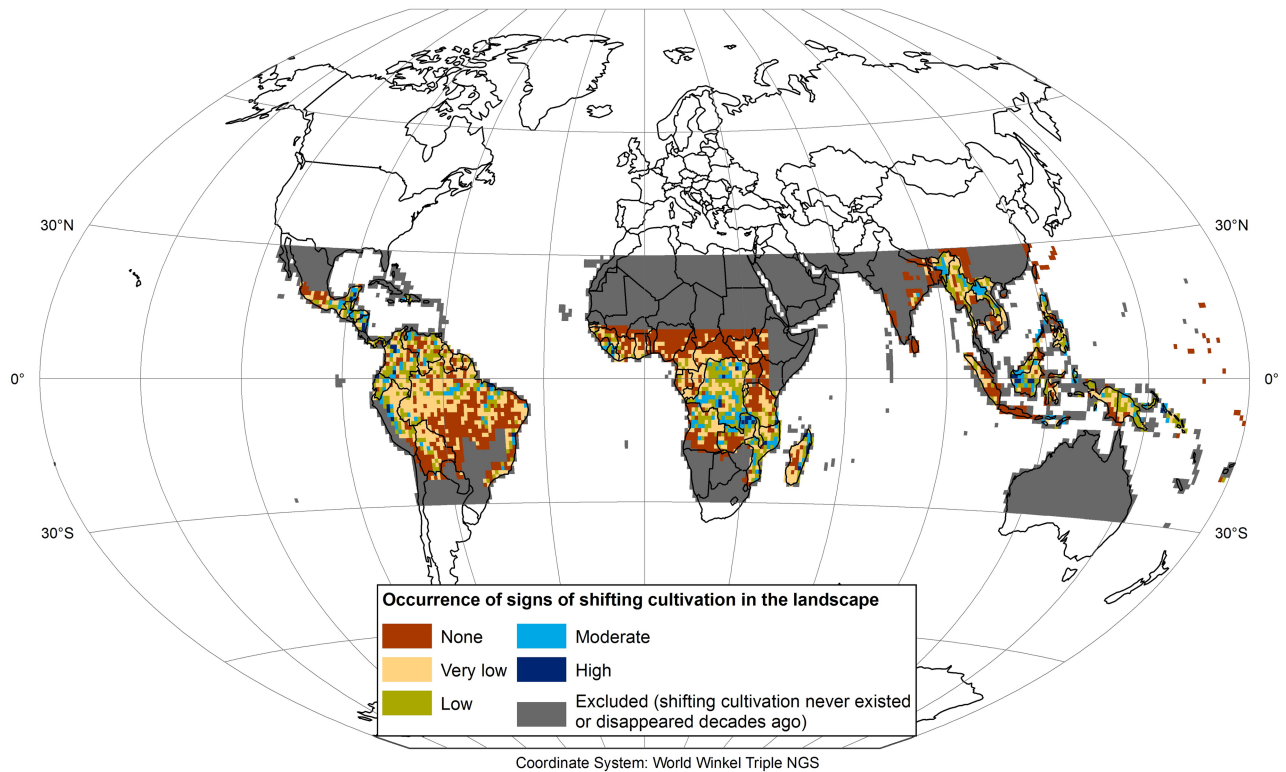 30°N
30°N
0°
0°
30°S
30°S
Occurrence of signs of shifting cultivation in the landscape
None
Moderate
Very low
High
Low
Excluded (shifting cultivation never existed
or disappeared decades ago)
Coordinate System: World Winkel Triple NGS